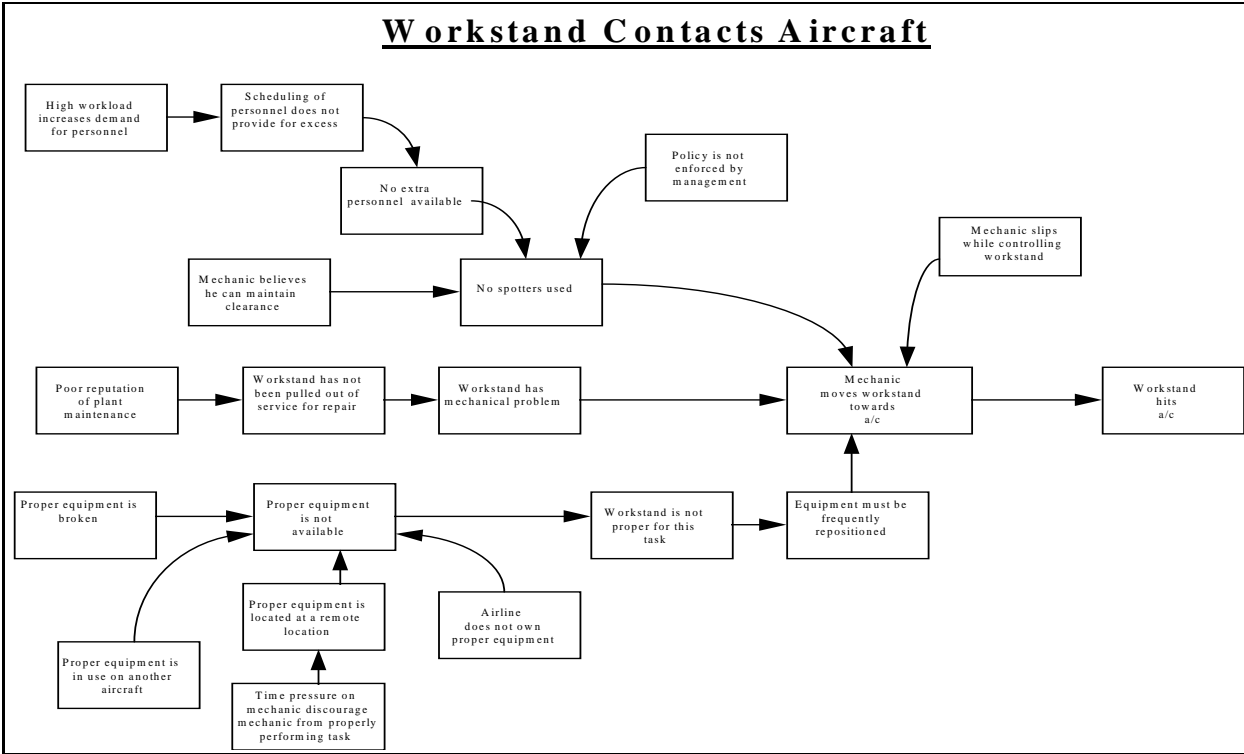 Workstand Contacts Aircraft
High workload
increases demand
for personnel
Scheduling of
personnel does not
provide for excess
No extra
personnel available
Policy is not
enforced by
management
Mechanic slips
while controlling
workstand
Mechanic believes
he can maintain
clearance
No spotters used
Poor reputation
of plant
maintenance
Workstand has not
been pulled out of
service for repair
Workstand has
mechanical problem
Mechanic
moves workstand
towards
a/c
Workstand
hits
a/c
Proper equipment is
broken
Proper equipment
is not
available
Workstand is not
proper for this
task
Equipment must be
frequently
repositioned
Proper equipment is
located at a remote
location
Airline
does not own
proper equipment
Proper equipment is
in use on another
aircraft
Time pressure on
mechanic discourage
mechanic from properly
performing task